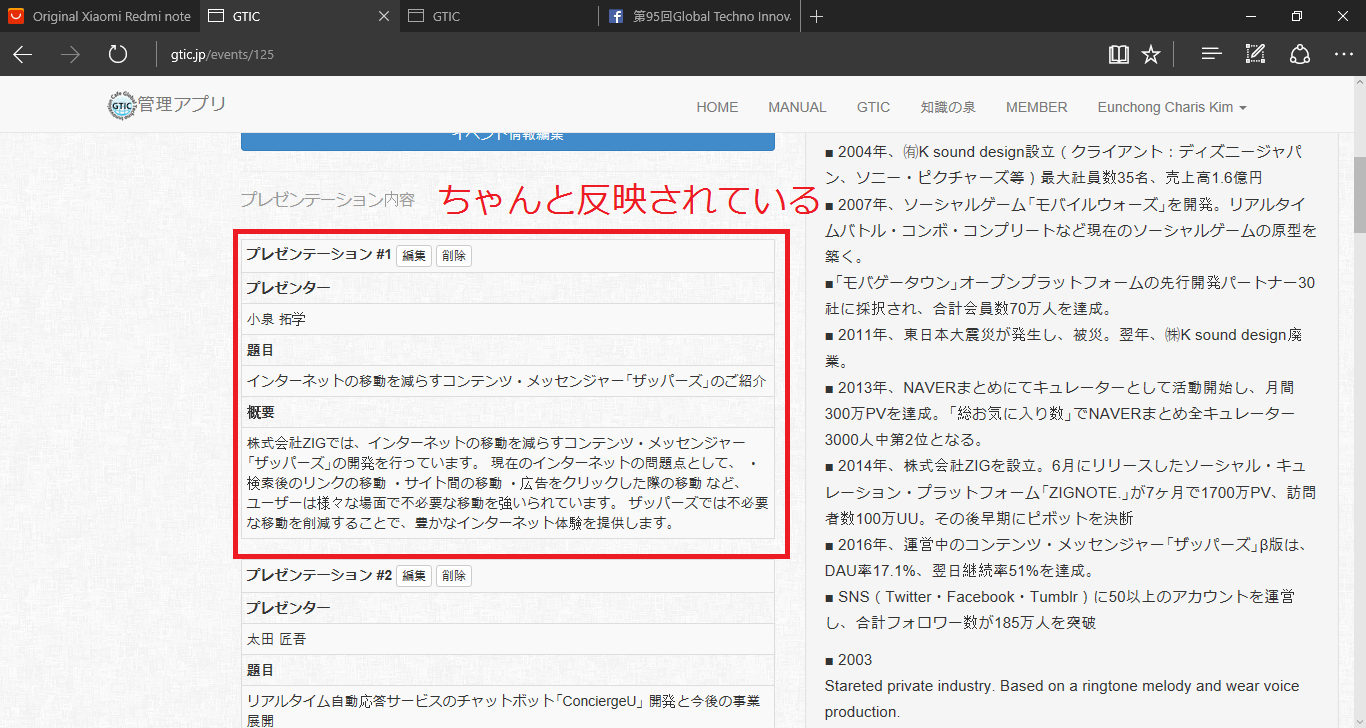 Original Xiaomi Redmi note
GTIC
GTIC
第95回Global Techno Innova
gtic.jp/events/125
GTIC
管理アプリ
HOME
MANUAL
GTIC
知識の泉
MEMBER
Eunchong Charis Kim
イベント情報編集
プレゼンテーション内容
ちゃんと反映されている
プレゼンテーション #1 編集 削除
プレゼンター
小泉 拓学
題目
インターネットの移動を減らすコンテンツ・メッセンジャー「ザッパーズ」のご紹介
概要
株式会社ZIGでは、インターネットの移動を減らすコンテンツ・メッセンジャー
「ザッパーズ」の開発を行っています。 現在のインターネットの問題点として、 ・
検索後のリンクの移動 ・サイト間の移動 ・広告をクリックした際の移動 など、
ユーザーは様々な場面で不必要な移動を強いられています。 ザッパーズでは不必要
な移動を削減することで、豊かなインターネット体験を提供します。
プレゼンテーション #2 編集 削除
プレゼンター
太田 匠吾
題目
リアルタイム自動応答サービスのチャットボット「ConciergeU」 開発と今後の事業
展開
■ 2004年、㈲K sound design設立（クライアント：ディズニージャパ
ン、ソニー・ピクチャーズ等）最大社員数35名、売上高1.6億円
■ 2007年、ソーシャルゲーム「モバイルウォーズ」を開発。リアルタイ
ムバトル・コンボ・コンプリートなど現在のソーシャルゲームの原型を
築く。
■「モバゲータウン」オープンプラットフォームの先行開発パートナー30
社に採択され、合計会員数70万人を達成。
■ 2011年、東日本大震災が発生し、被災。翌年、㈱K sound design廃
業。
■ 2013年、NAVERまとめにてキュレーターとして活動開始し、月間
300万PVを達成。「総お気に入り数」でNAVERまとめ全キュレーター
3000人中第2位となる。
■ 2014年、株式会社ZIGを設立。6月にリリースしたソーシャル・キュ
レーション・プラットフォーム「ZIGNOTE.」が7ヶ月で1700万PV、訪問
者数100万UU。その後早期にピボットを決断
■ 2016年、運営中のコンテンツ・メッセンジャー「ザッパーズ」β版は、
DAU率17.1%、翌日継続率51%を達成。
■ SNS（Twitter・Facebook・Tumblr）に50以上のアカウントを運営
し、合計フォロワー数が185万人を突破
■ 2003
Stareted private industry. Based on a ringtone melody and wear voice
production.